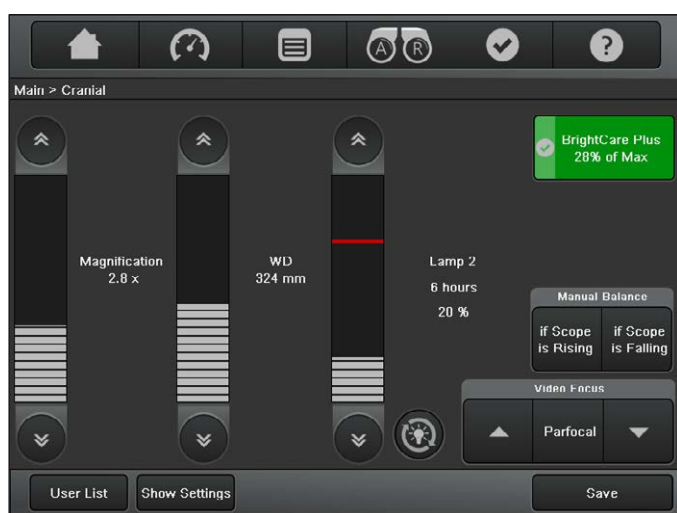 A R ?
Main > Cranial
BrightCare Plus
28% of Max
Magnification
2.8 x
WD
324 mm
Lamp 2
6 hours
20 %
Manual Balance
if Scope
is Rising
if Scope
is Falling
Video Focus
Parfocal
User List
Show Settings
Save